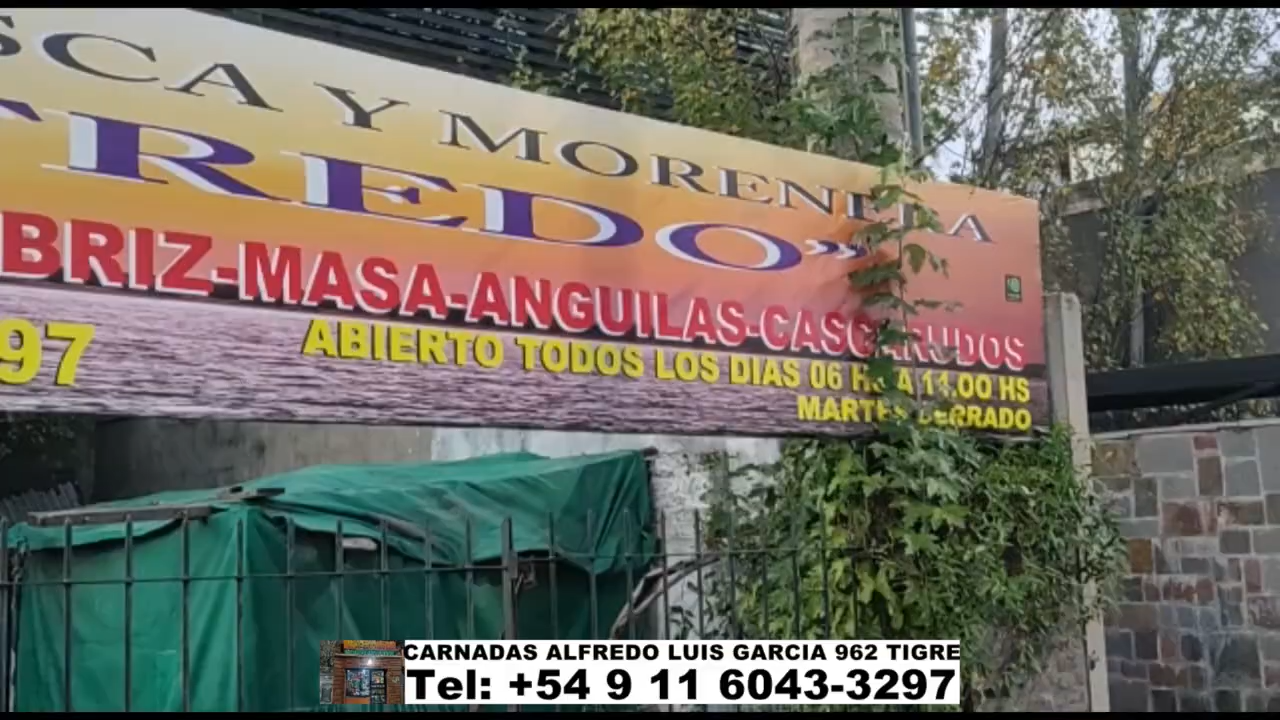 SCA Y MORENITA
FREDO"
BRIZ-MASA-ANGUILAS-CASCARUDOS
97
ABIERTO TODOS LOS DIAS 06 HS A 14.00 HS
MARTES CERRADO
CARNADAS ALFREDO LUIS GARCIA 962 TIGRE
Tel: +54 9 11 6043-3297